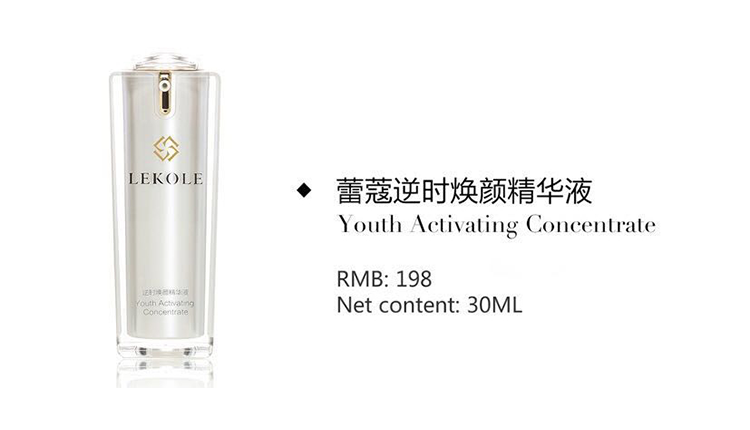 LEKOLE
逆时焕颜精华液
Youth Activating
Concentrate
蕾蔻逆时焕颜精华液
Youth Activating Concentrate
RMB: 198
Net content: 30ML